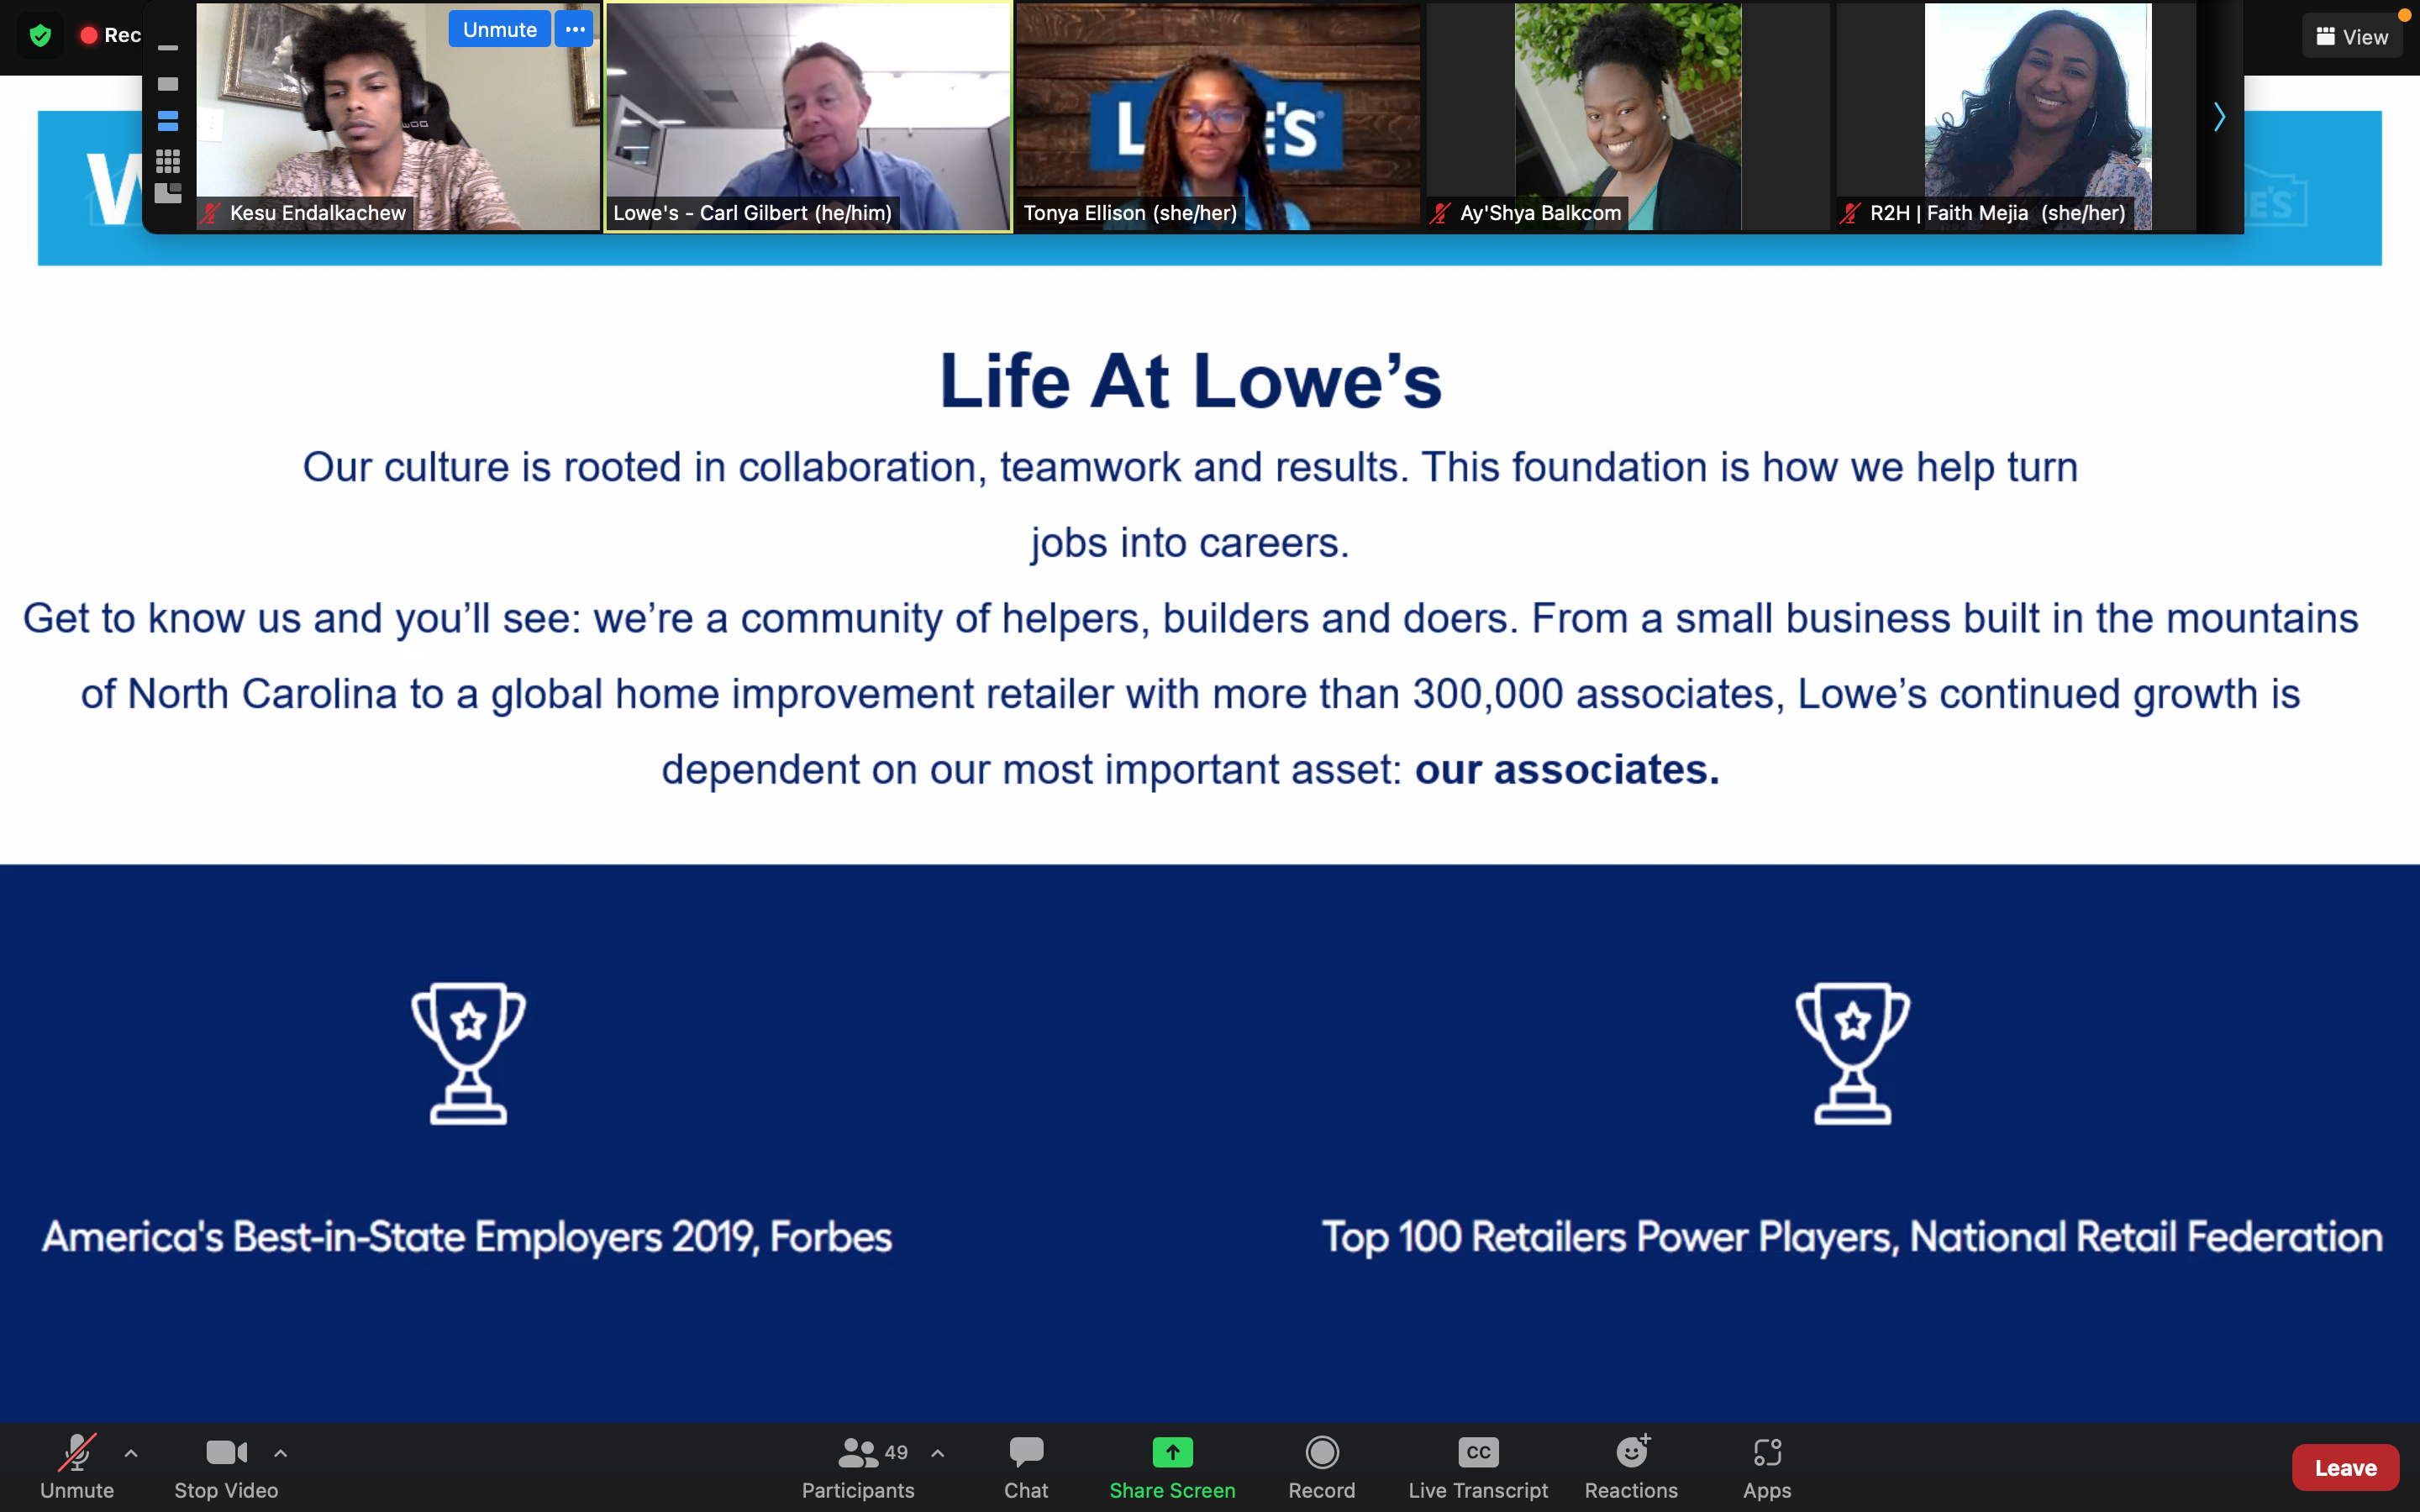 Rec
Unmute
View
W
LOWE'S
E'S
Kesu Endalkachew
Lowe's - Carl Gilbert (he/him)
Tonya Ellison (she/her)
Ay'Shya Balkcom
R2H | Faith Mejia (she/her)
Life At Lowe’s
Our culture is rooted in collaboration, teamwork and results. This foundation is how we help turn
jobs into careers.
Get to know us and you’ll see: we’re a community of helpers, builders and doers. From a small business built in the mountains
of North Carolina to a global home improvement retailer with more than 300,000 associates, Lowe’s continued growth is
dependent on our most important asset: our associates.
America's Best-in-State Employers 2019, Forbes
Top 100 Retailers Power Players, National Retail Federation
49
CC
Unmute
Stop Video
Participants
Chat
Share Screen
Record
Live Transcript
Reactions
Apps
Leave